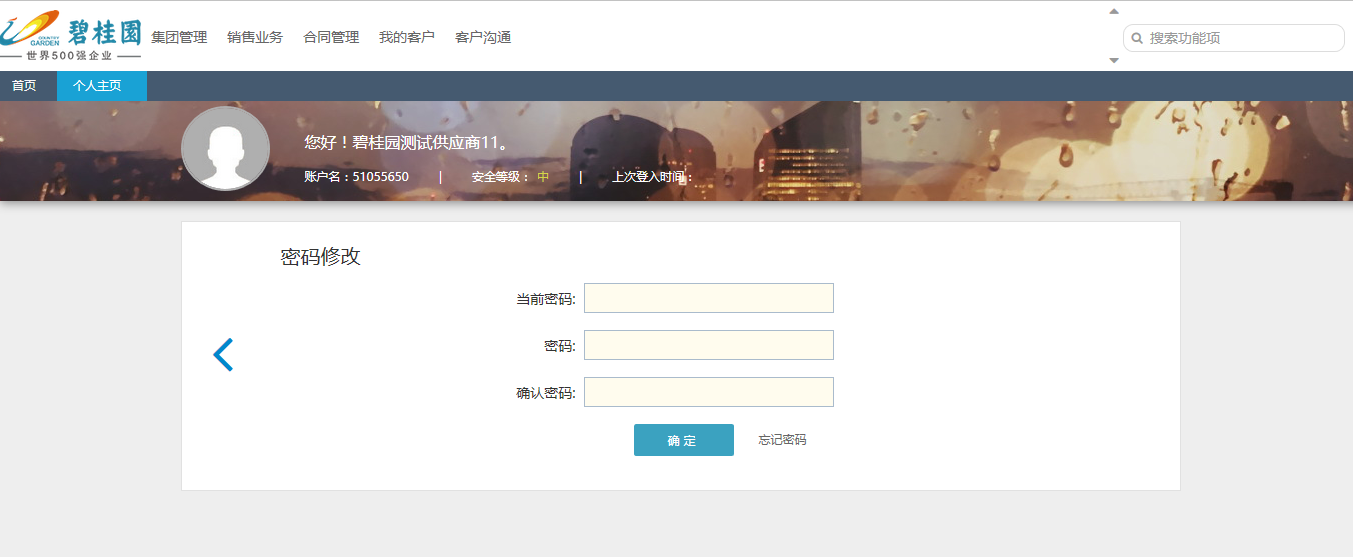 碧桂园
COUNTRY
GARDEN
世界500强企业
集团管理 销售业务 合同管理 我的客户 客户沟通
搜索功能项
首页 个人主页
您好！碧桂园测试供应商11。
账户名：51055650 | 安全等级： 中 | 上次登入时间：
密码修改
当前密码:
密码:
确认密码:
确 定 忘记密码